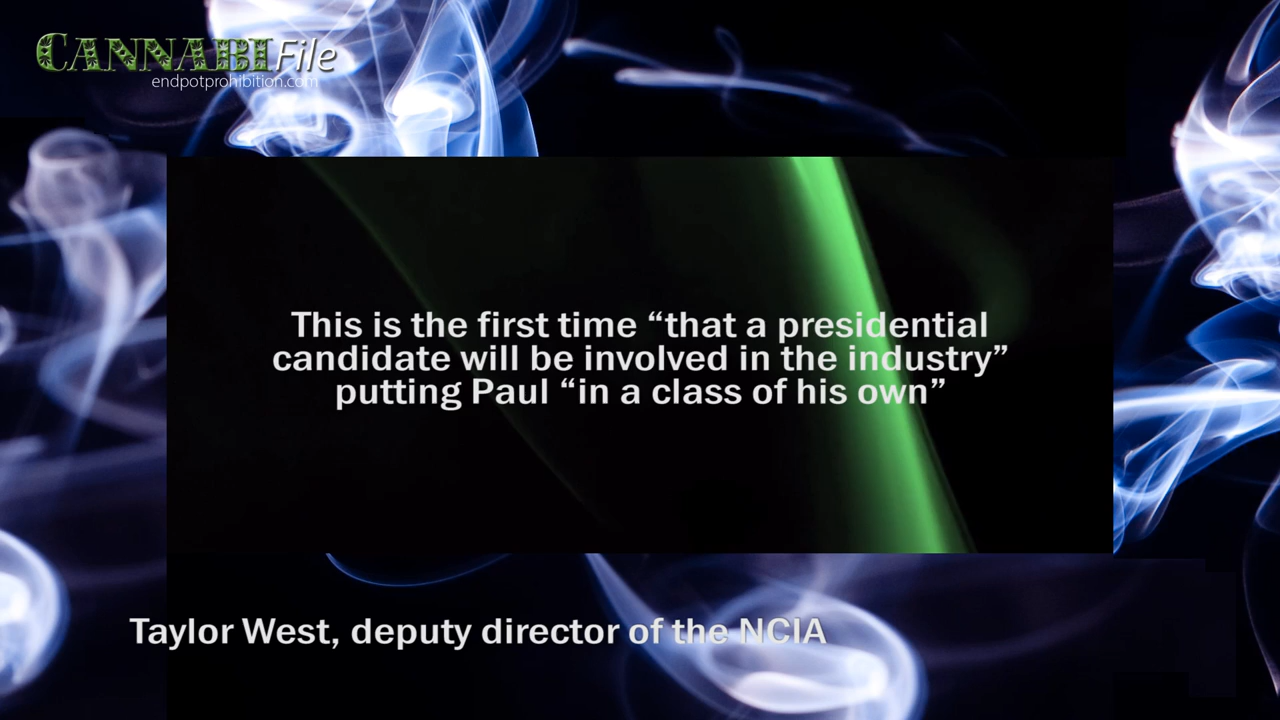 CANNABIFile
endpotprohibition.com
This is the first time “that a presidential
candidate will be involved in the industry”
putting Paul “in a class of his own”
Taylor West, deputy director of the NCIA